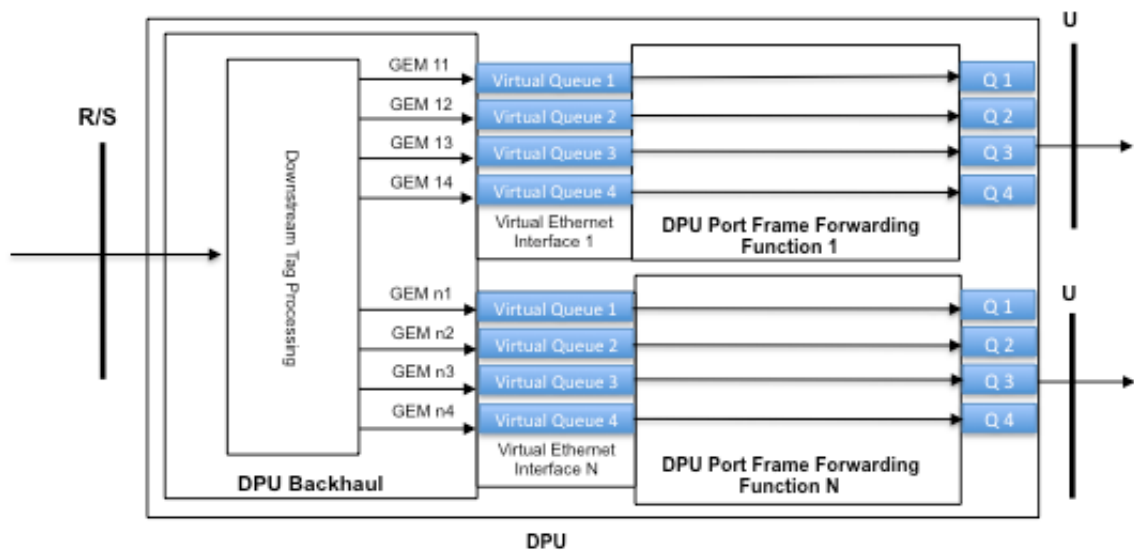 U
R/S
Downstream Tag Processing
GEM 11
GEM 12
GEM 13
GEM 14
Virtual Queue 1
Virtual Queue 2
Virtual Queue 3
Virtual Queue 4
Virtual Ethernet
Interface 1
DPU Port Frame Forwarding
Function 1
Q 1
Q 2
Q 3
Q 4
GEM n1
GEM n2
GEM n3
GEM n4
Virtual Queue 1
Virtual Queue 2
Virtual Queue 3
Virtual Queue 4
Virtual Ethernet
Interface N
DPU Port Frame Forwarding
Function N
Q 1
Q 2
Q 3
Q 4
U
DPU Backhaul
DPU